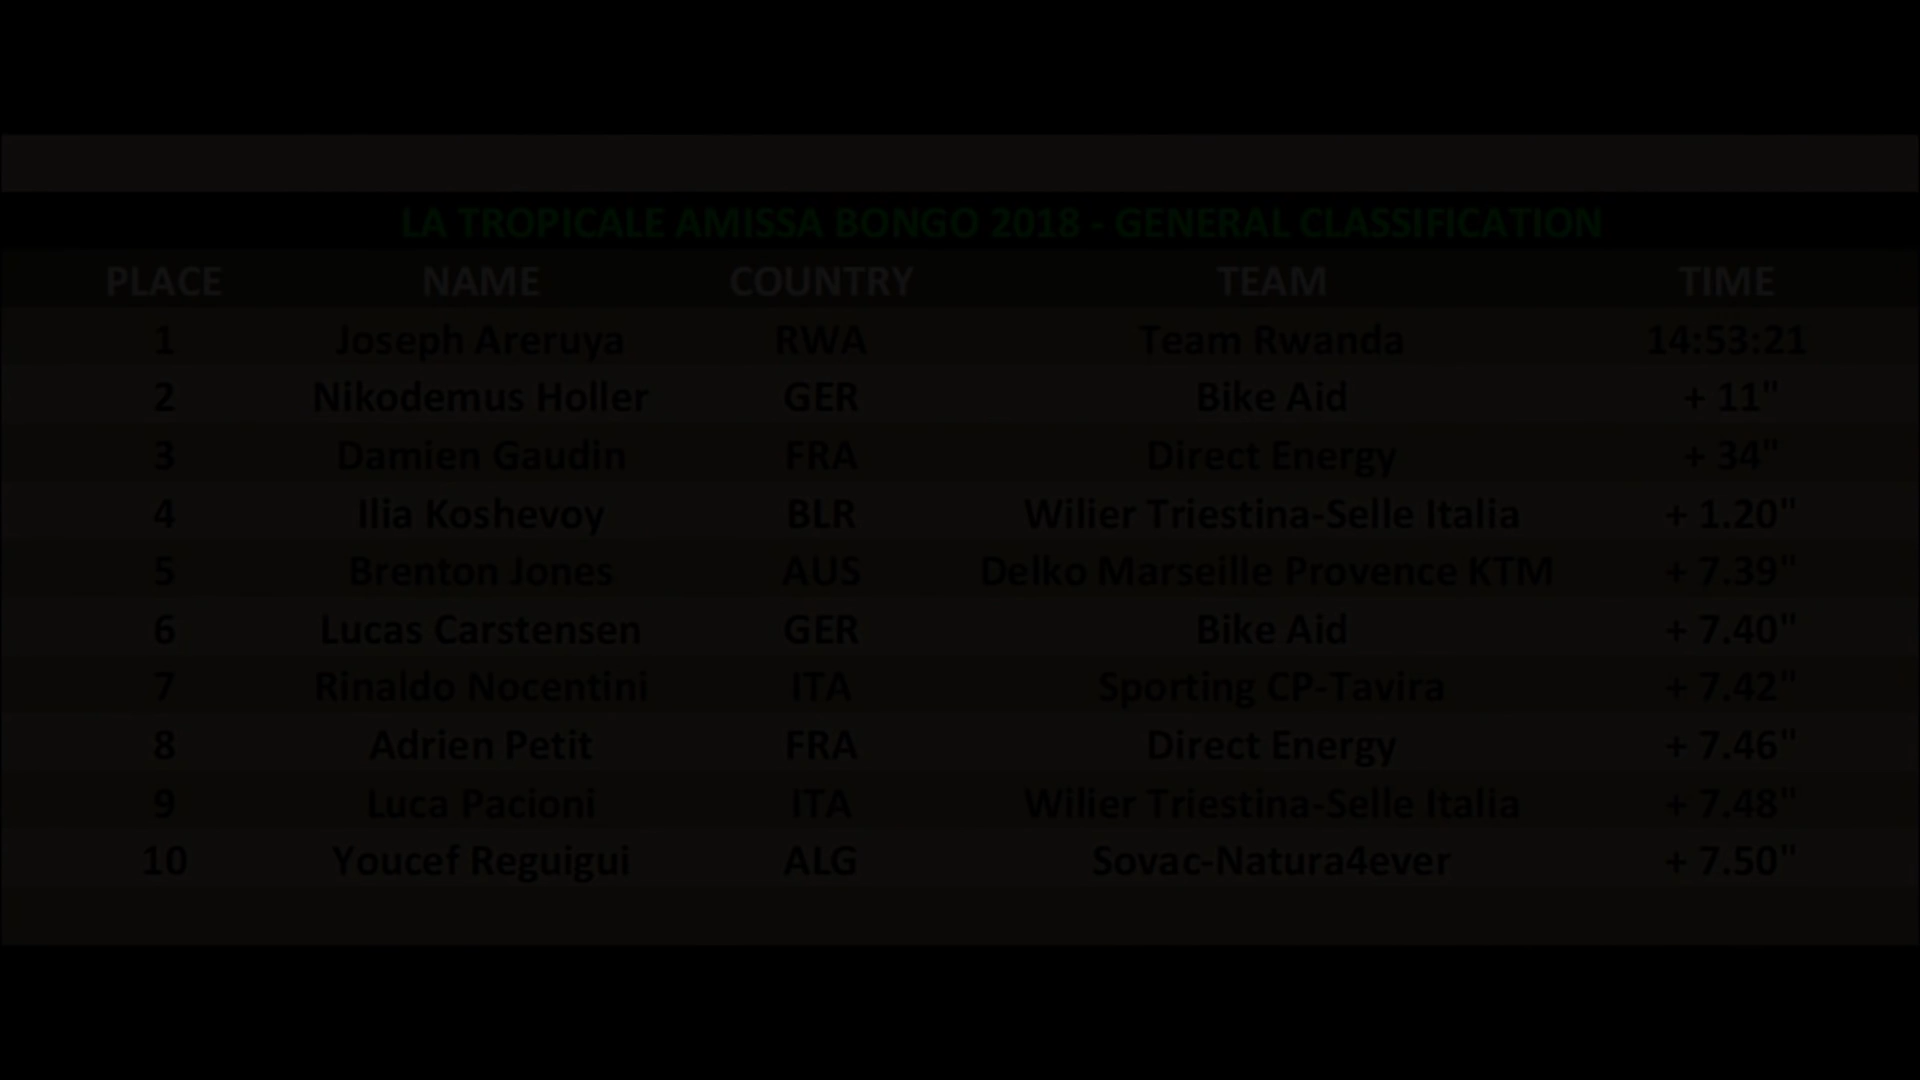 LA TROPICALE AMISSA BONGO 2018 - GENERAL CLASSIFICATION
PLACE NAME COUNTRY TEAM TIME
1 Joseph Areruya RWA Team Rwanda 14:53:21
2 Nikodemus Holler GER Bike Aid + 11"
3 Damien Gaudin FRA Direct Energy + 34"
4 Ilia Koshevoy BLR Wilier Triestina-Selle Italia + 1.20"
5 Brenton Jones AUS Delko Marseille Provence KTM + 7.39"
6 Lucas Carstensen GER Bike Aid + 7.40"
7 Rinaldo Nocentini ITA Sporting CP-Tavira + 7.42"
8 Adrien Petit FRA Direct Energy + 7.46"
9 Luca Pacioni ITA Wilier Triestina-Selle Italia + 7.48"
10 Youcef Reguigui ALG Sovac-Natura4ever + 7.50"